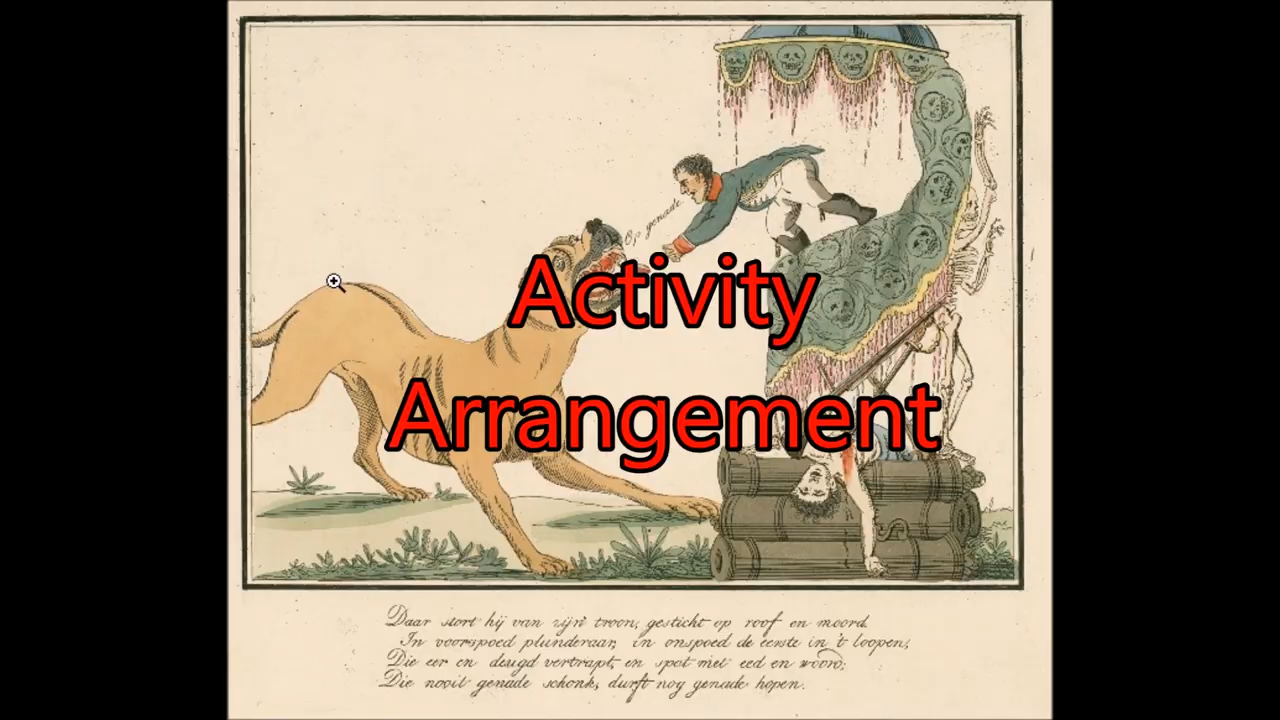 Op genade
Activity
Arrangement
Daar stort hij van zijn troon, gesticht op roof en moord.
In voorspoed plunderaar, in onspoed de eerste in 't loopen;
Die eer en deugd vertrapt, en spot met eed en woord;
Die nooit genade schonk, durft nog genade hopen.